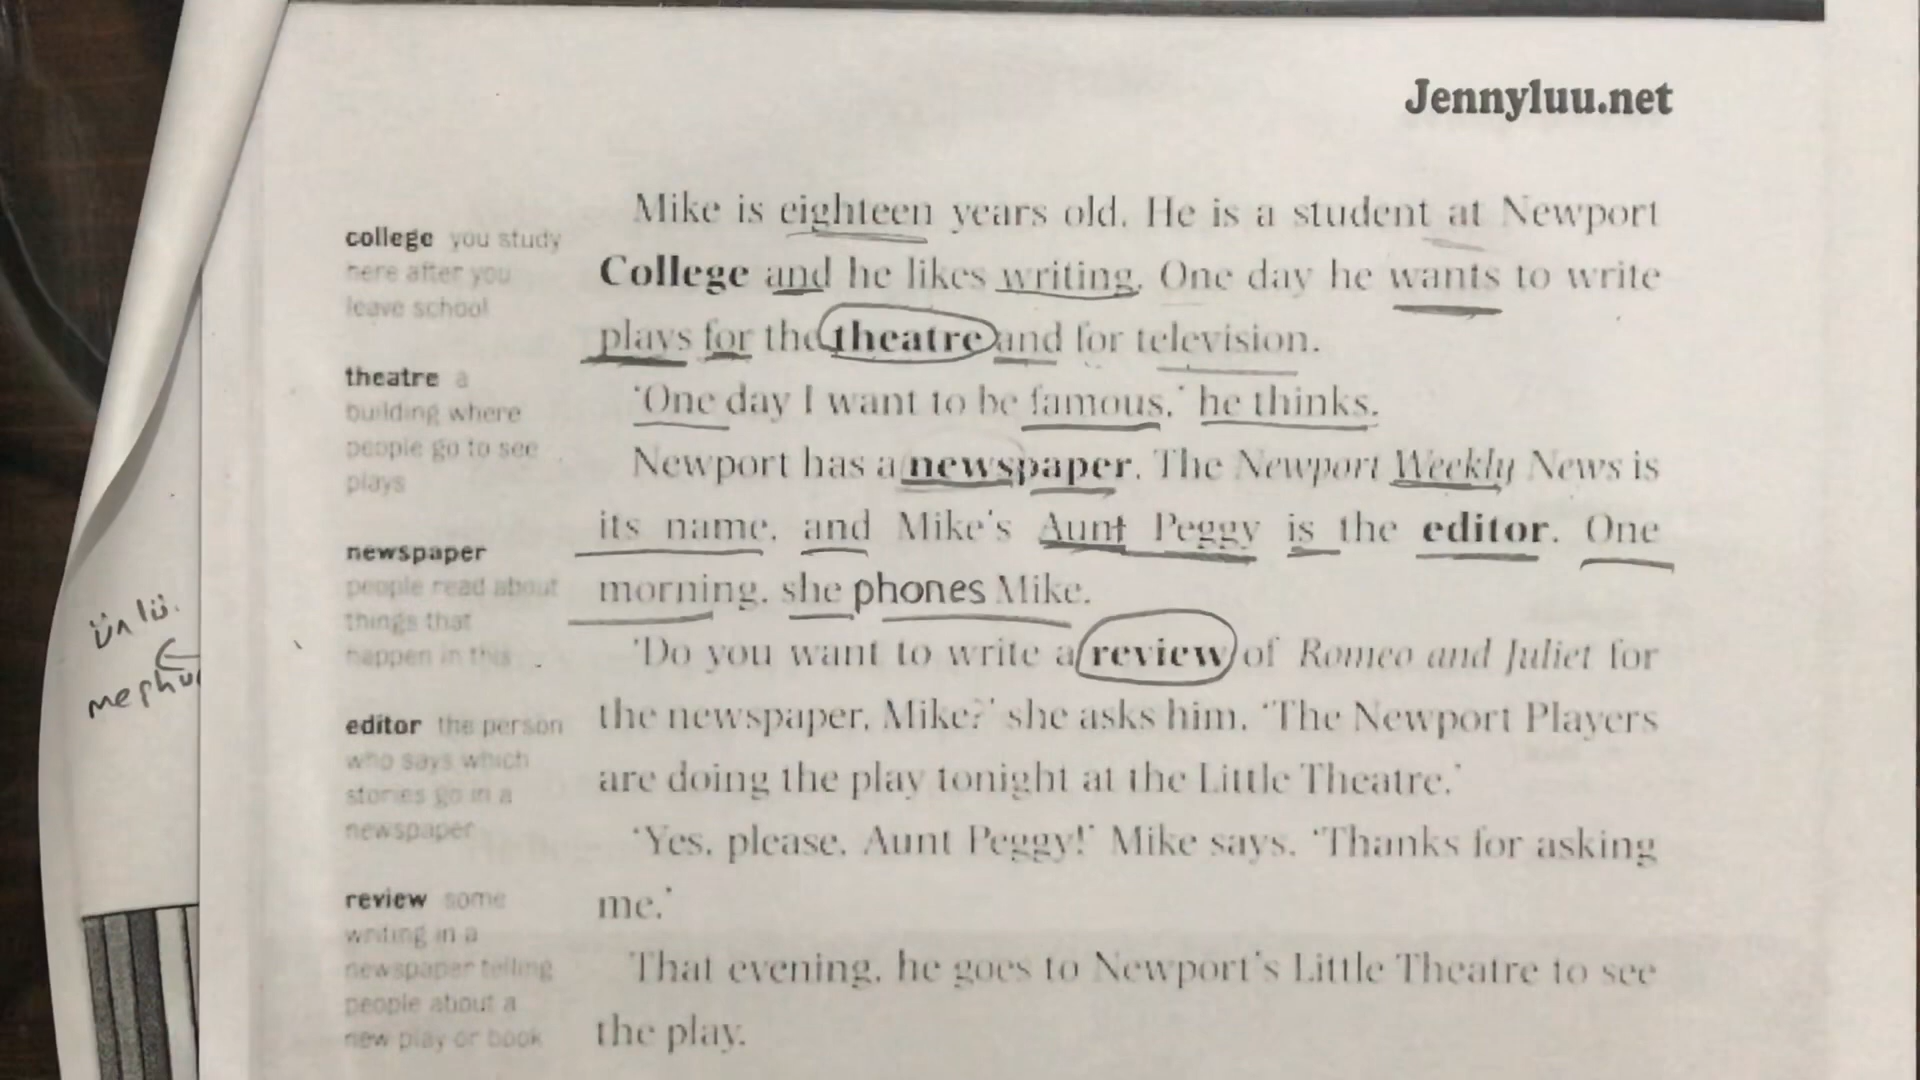 Jennyluu.net
college you study
here after you
leave school
theatre a
building where
people go to see
plays
newspaper
people read about
things that
happen in this
editor the person
who says which
stories go in a
newspaper
review some
writing in a
newspaper telling
people about a
new play or book
Mike is eighteen years old. He is a student at Newport
College and he likes writing. One day he wants to write
plays for the theatre and for television.
'One day I want to be famous,' he thinks.
Newport has a newspaper. The Newport Weekly News is
its name, and Mike's Aunt Peggy is the editor. One
morning, she phones Mike.
'Do you want to write a review of Romeo and Juliet for
the newspaper, Mike?' she asks him. 'The Newport Players
are doing the play tonight at the Little Theatre.'
'Yes, please, Aunt Peggy!' Mike says. 'Thanks for asking
me.'
That evening, he goes to Newport's Little Theatre to see
the play.
ünlü.